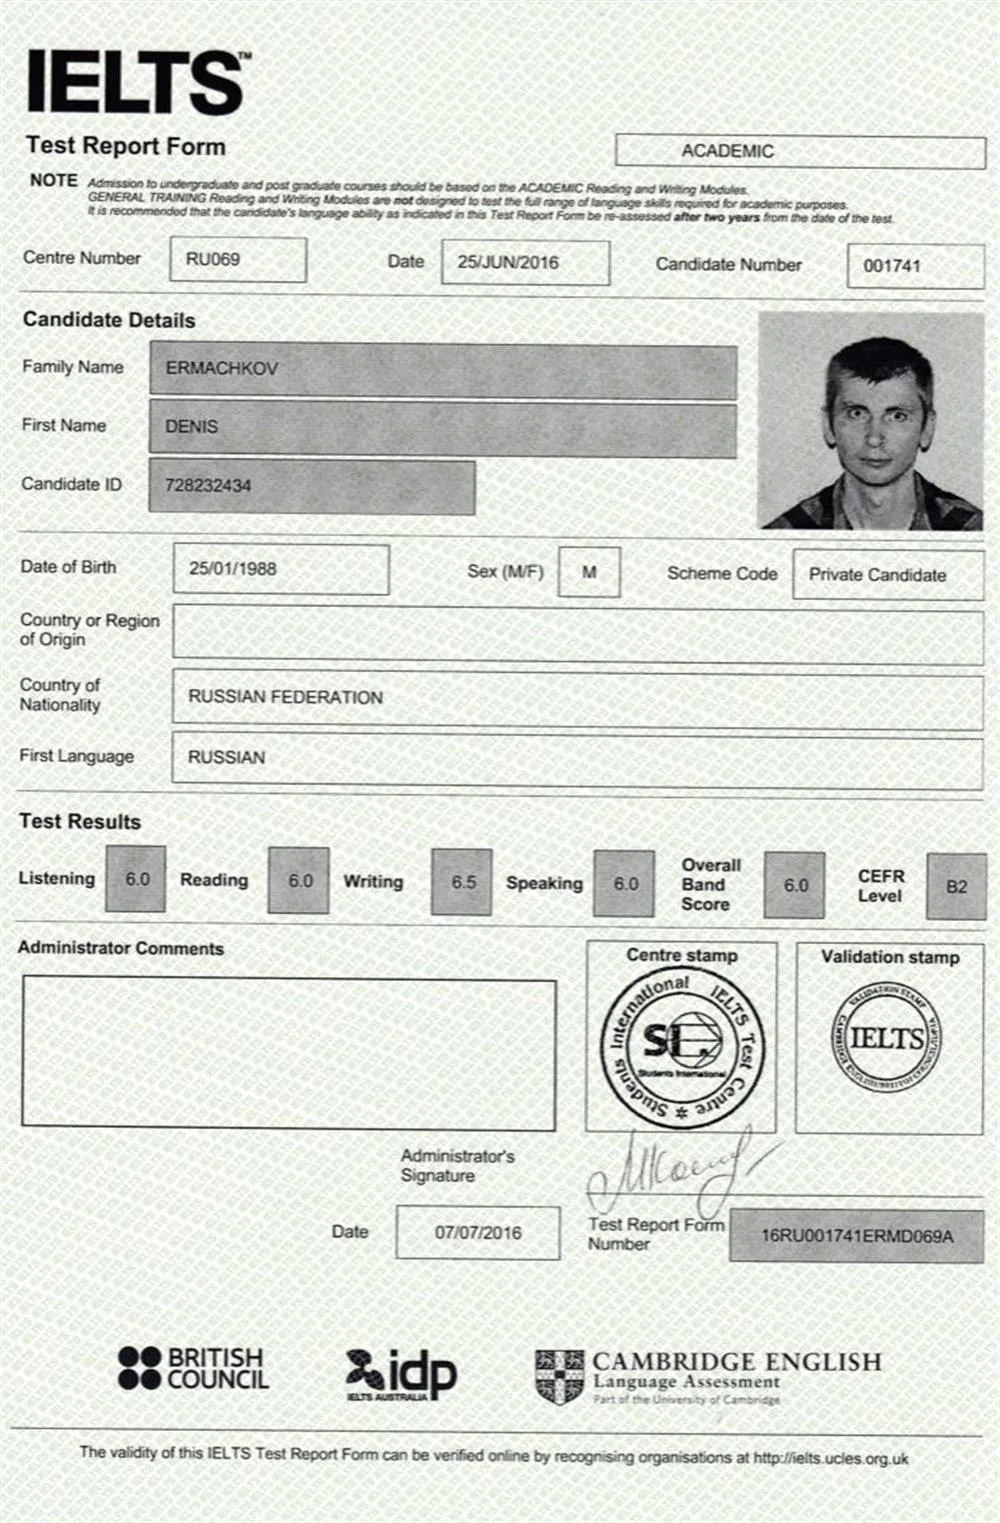 IELTS™
Test Report Form
ACADEMIC
NOTE Admission to undergraduate and post graduate courses should be based on the ACADEMIC Reading and Writing Modules.
GENERAL TRAINING Reading and Writing Modules are not designed to test the full range of language skills required for academic purposes.
It is recommended that the candidate's language ability as indicated in this Test Report Form be re-assessed after two years from the date of the test.
Centre Number RU069 Date 25/JUN/2016 Candidate Number 001741
Candidate Details
Family Name ERMACHKOV
First Name DENIS
Candidate ID 728232434
Date of Birth 25/01/1988 Sex (M/F) M Scheme Code Private Candidate
Country or Region
of Origin
Country of
Nationality RUSSIAN FEDERATION
First Language RUSSIAN
Test Results
Listening 6.0 Reading 6.0 Writing 6.5 Speaking 6.0 Overall Band Score 6.0 CEFR Level B2
Administrator Comments
Centre stamp
Students International IELTS Test Centre *
Students International
Validation stamp
VALIDATION STAMP
IELTS
Administrator's
Signature
Date 07/07/2016
Test Report Form
Number 16RU001741ERMD069A
BRITISH
COUNCIL
idp
IELTS AUSTRALIA
CAMBRIDGE ENGLISH
Language Assessment
Part of the University of Cambridge
The validity of this IELTS Test Report Form can be verified online by recognising organisations at http://ielts.ucles.org.uk